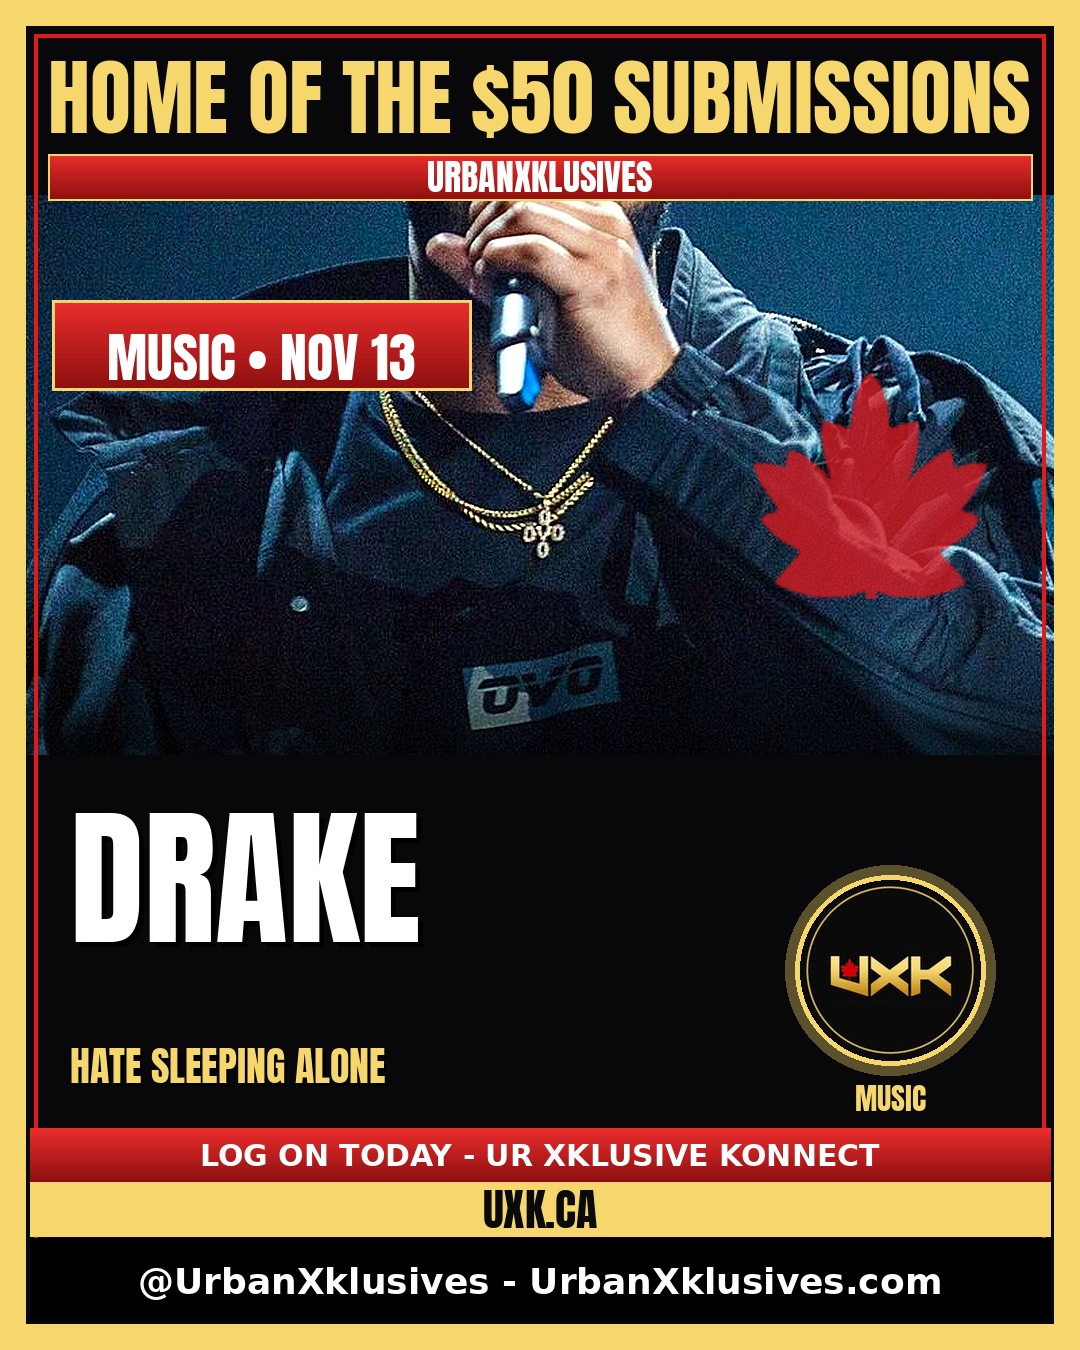 HOME OF THE $50 SUBMISSIONS
URBANXKLUSIVES
MUSIC • NOV 13
OVO
OVO
DRAKE
UXK
HATE SLEEPING ALONE
MUSIC
LOG ON TODAY - UR XKLUSIVE KONNECT
UXK.CA
@UrbanXklusives - UrbanXklusives.com